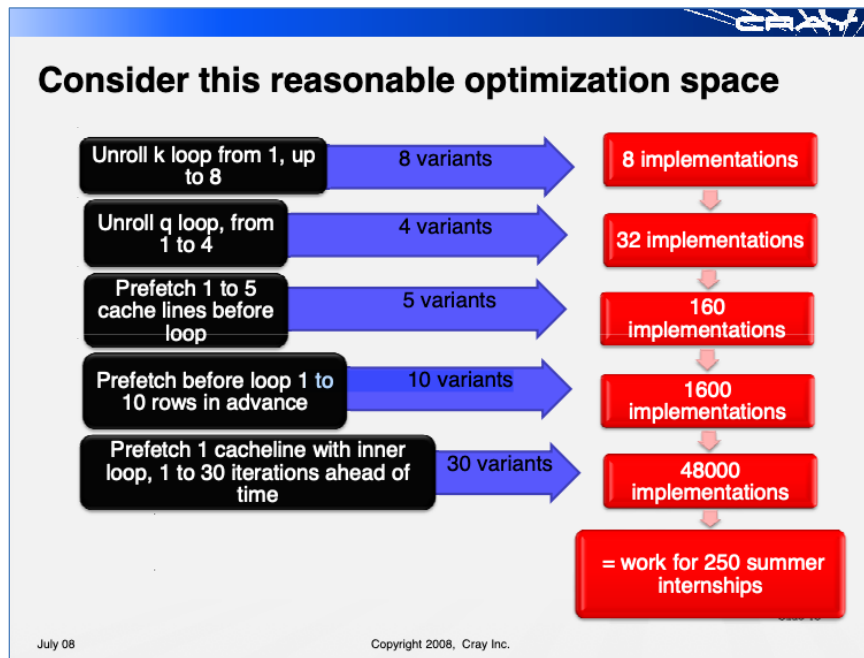 CRAY
Consider this reasonable optimization space
Unroll k loop from 1, up
to 8
8 variants
8 implementations
Unroll q loop, from
1 to 4
4 variants
32 implementations
Prefetch 1 to 5
cache lines before
loop
5 variants
160
implementations
Prefetch before loop 1 to
10 rows in advance
10 variants
1600
implementations
Prefetch 1 cacheline with inner
loop, 1 to 30 iterations ahead of
time
30 variants
48000
implementations
= work for 250 summer
internships
July 08
Copyright 2008, Cray Inc.